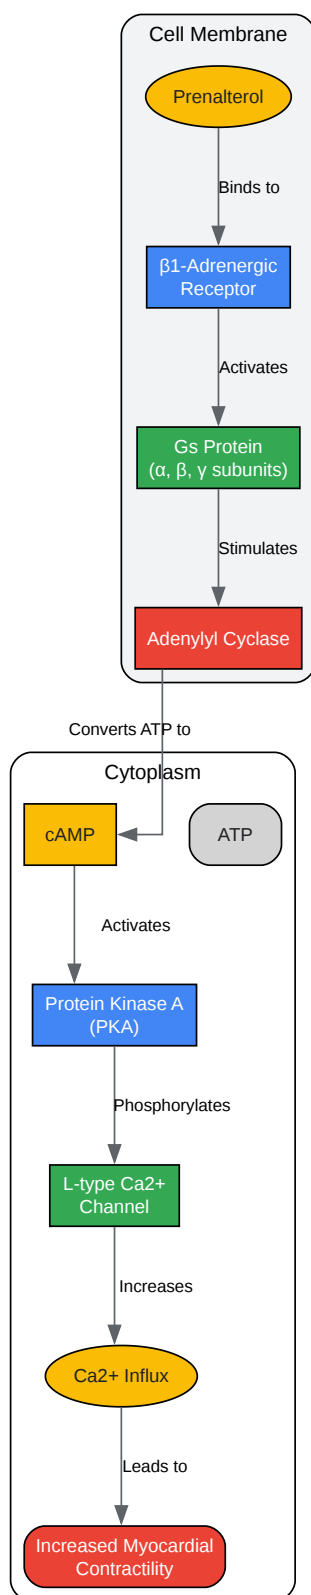 Cell Membrane
Prenalterol
Binds to
β1-Adrenergic
Receptor
Activates
Gs Protein
(α, β, γ subunits)
Stimulates
Adenylyl Cyclase
Converts ATP to
Cytoplasm
cAMP
ATP
Activates
Protein Kinase A
(PKA)
Phosphorylates
L-type Ca2+
Channel
Increases
Ca2+ Influx
Leads to
Increased Myocardial
Contractility